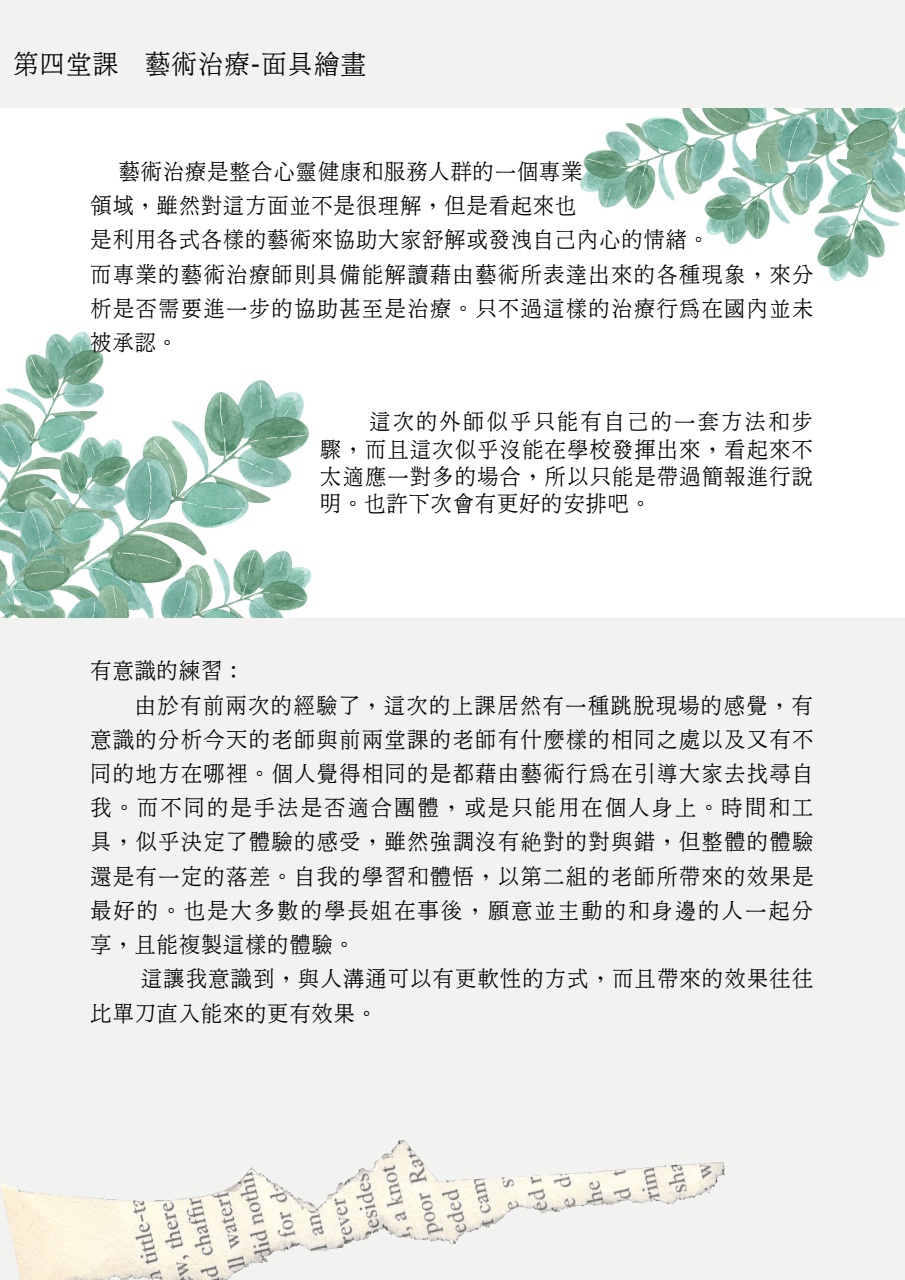 第四堂課　藝術治療-面具繪畫
藝術治療是整合心靈健康和服務人群的一個專業
領域，雖然對這方面並不是很理解，但是看起來也
是利用各式各樣的藝術來協助大家舒解或發洩自己內心的情緒。
而專業的藝術治療師則具備能解讀藉由藝術所表達出來的各種現象，來分
析是否需要進一步的協助甚至是治療。只不過這樣的治療行為在國內並未
被承認。
這次的外師似乎只能有自己的一套方法和步
驟，而且這次似乎沒能在學校發揮出來，看起來不
太適應一對多的場合，所以只能是帶過簡報進行說
明。也許下次會有更好的安排吧。
有意識的練習：
由於有前兩次的經驗了，這次的上課居然有一種跳脫現場的感覺，有
意識的分析今天的老師與前兩堂課的老師有什麼樣的相同之處以及又有不
同的地方在哪裡。個人覺得相同的是都藉由藝術行為在引導大家去找尋自
我。而不同的是手法是否適合團體，或是只能用在個人身上。時間和工
具，似乎決定了體驗的感受，雖然強調沒有絕對的對與錯，但整體的體驗
還是有一定的落差。自我的學習和體悟，以第二組的老師所帶來的效果是
最好的。也是大多數的學長姐在事後，願意並主動的和身邊的人一起分
享，且能複製這樣的體驗。
這讓我意識到，與人溝通可以有更軟性的方式，而且帶來的效果往往
比單刀直入能來的更有效果。
tittle-ta
w, there
d chaffin
ll waterf
did nothi
for d
l an
rever
esides
, a knot
poor Ra
eded
t cam
e s
ed r
e d
he
d
rim
sha
w